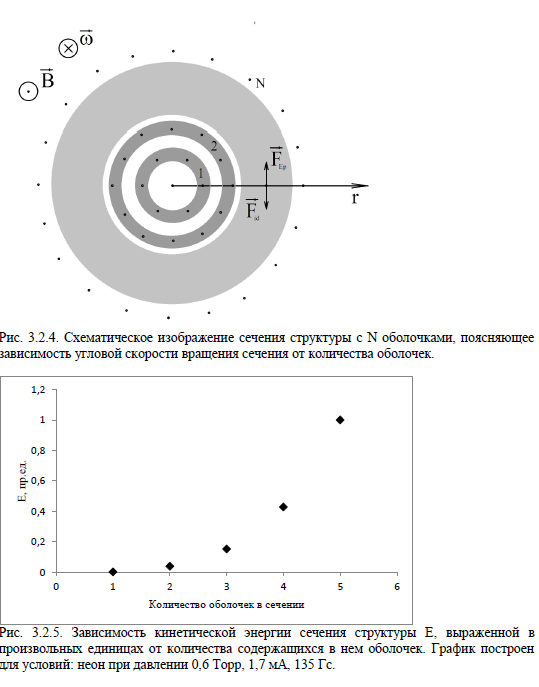 ω
B
N
2
1
F Eφ
F id
r
Рис. 3.2.4. Схематическое изображение сечения структуры с N оболочками, поясняющее
зависимость угловой скорости вращения сечения от количества оболочек.
1,2
1
0,8
0,6
0,4
0,2
0
0 1 2 3 4 5 6
E, пр.ед.
Количество оболочек в сечении
Рис. 3.2.5. Зависимость кинетической энергии сечения структуры E, выраженной в
произвольных единицах от количества содержащихся в нем оболочек. График построен
для условий: неон при давлении 0,6 Торр, 1,7 мА, 135 Гс.